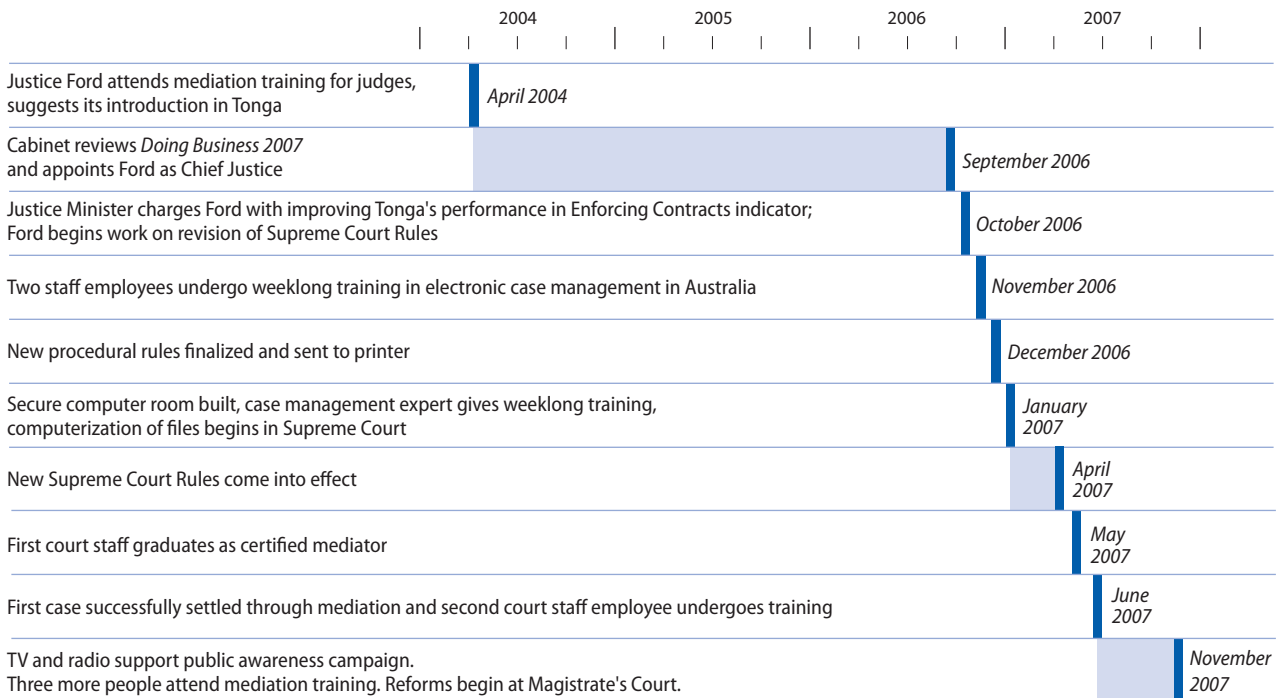 2004 2005 2006 2007
Justice Ford attends mediation training for judges,
suggests its introduction in Tonga
April 2004
Cabinet reviews Doing Business 2007
and appoints Ford as Chief Justice
September 2006
Justice Minister charges Ford with improving Tonga's performance in Enforcing Contracts indicator;
Ford begins work on revision of Supreme Court Rules
October 2006
Two staff employees undergo weeklong training in electronic case management in Australia
November 2006
New procedural rules finalized and sent to printer
December 2006
Secure computer room built, case management expert gives weeklong training,
computerization of files begins in Supreme Court
January
2007
New Supreme Court Rules come into effect
April
2007
First court staff graduates as certified mediator
May
2007
First case successfully settled through mediation and second court staff employee undergoes training
June
2007
TV and radio support public awareness campaign.
Three more people attend mediation training. Reforms begin at Magistrate's Court.
November
2007